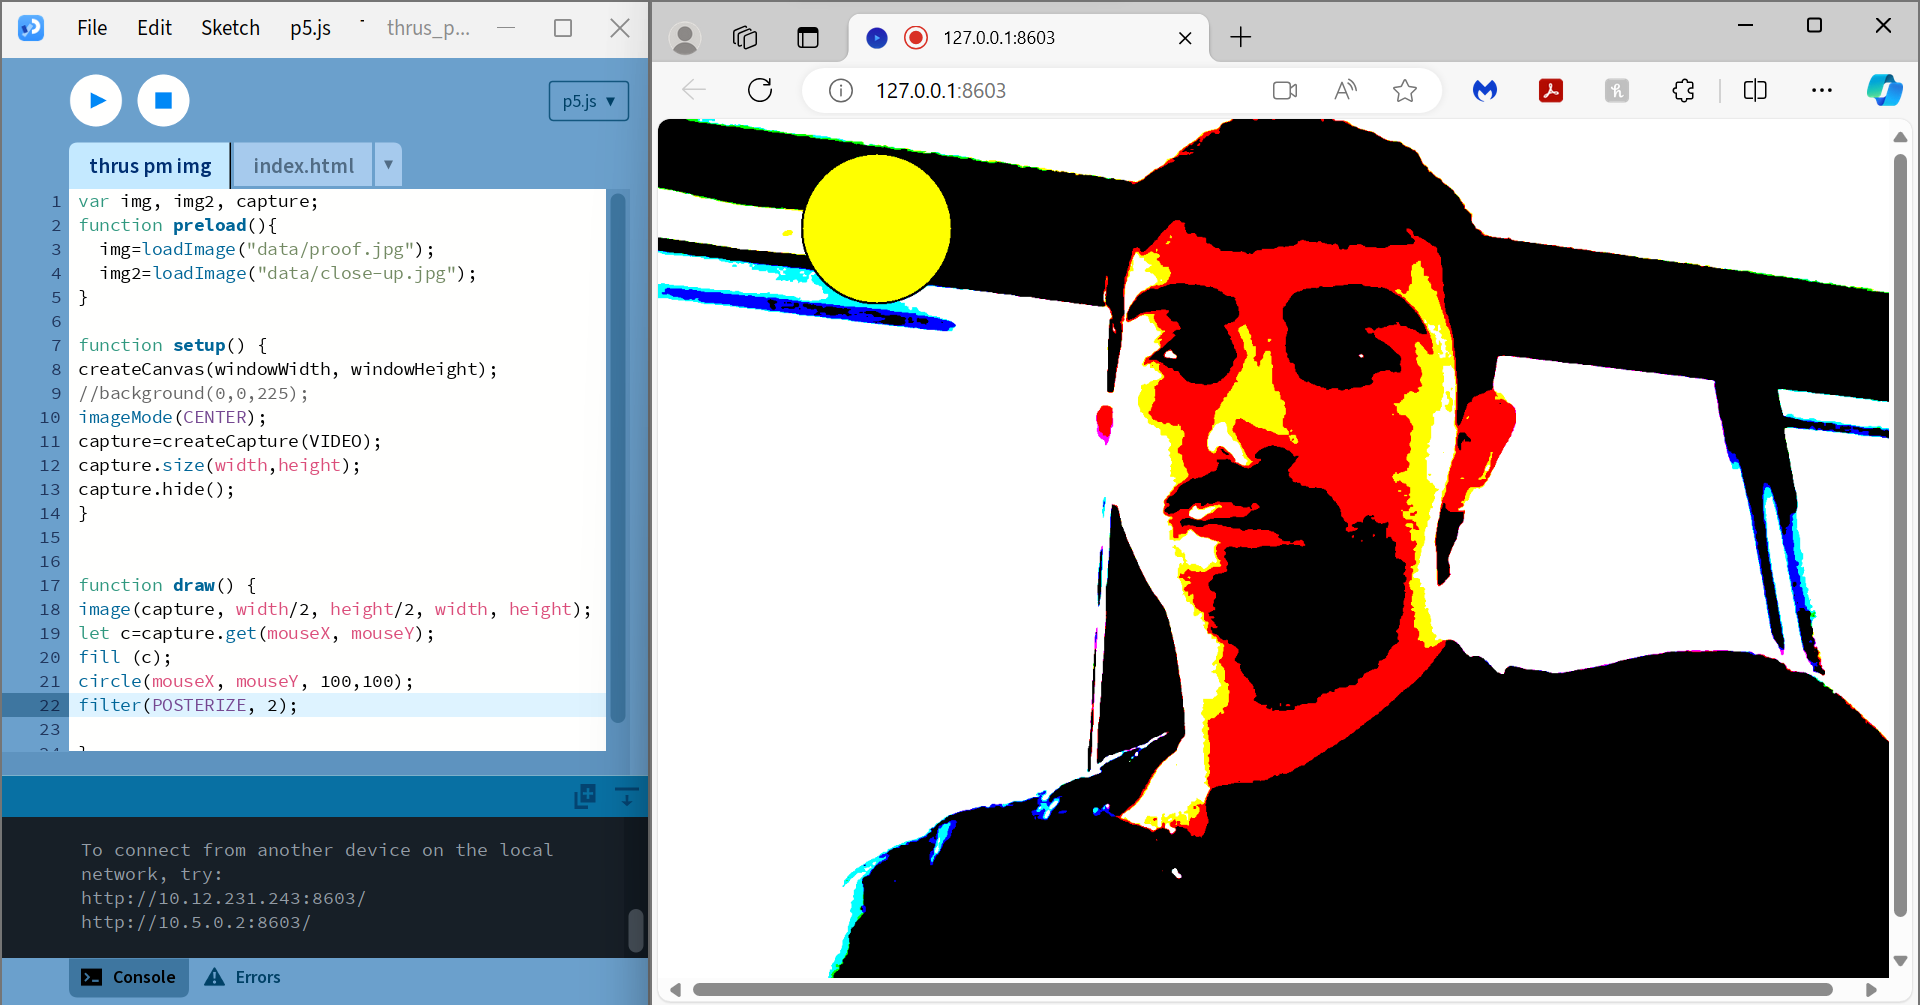 File Edit Sketch p5.js thrus_p...
p5.js ▾
thrus pm img index.html
1 var img, img2, capture;
2 function preload(){
3 img=loadImage("data/proof.jpg");
4 img2=loadImage("data/close-up.jpg");
5 }
6
7 function setup() {
8 createCanvas(windowWidth, windowHeight);
9 //background(0,0,225);
10 imageMode(CENTER);
11 capture=createCapture(VIDEO);
12 capture.size(width,height);
13 capture.hide();
14 }
15
16
17 function draw() {
18 image(capture, width/2, height/2, width, height);
19 let c=capture.get(mouseX, mouseY);
20 fill (c);
21 circle(mouseX, mouseY, 100,100);
22 filter(POSTERIZE, 2);
23
24 }
To connect from another device on the local
network, try:
http://10.12.231.243:8603/
http://10.5.0.2:8603/
Console Errors
127.0.0.1:8603
127.0.0.1:8603